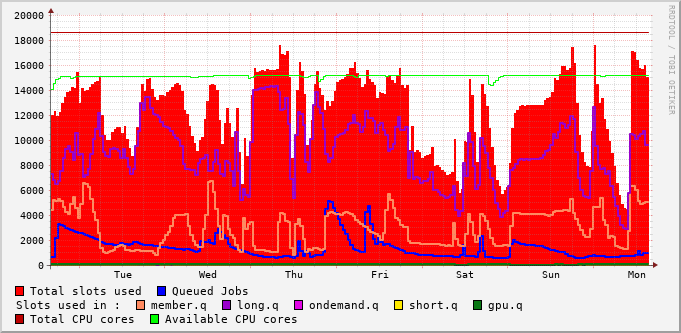 RRDTOOL / TOBI OETIKER
20000
18000
16000
14000
12000
10000
8000
6000
4000
2000
0
Tue Wed Thu Fri Sat Sun Mon
Total slots used Queued Jobs
Slots used in : member.q long.q ondemand.q short.q gpu.q
Total CPU cores Available CPU cores